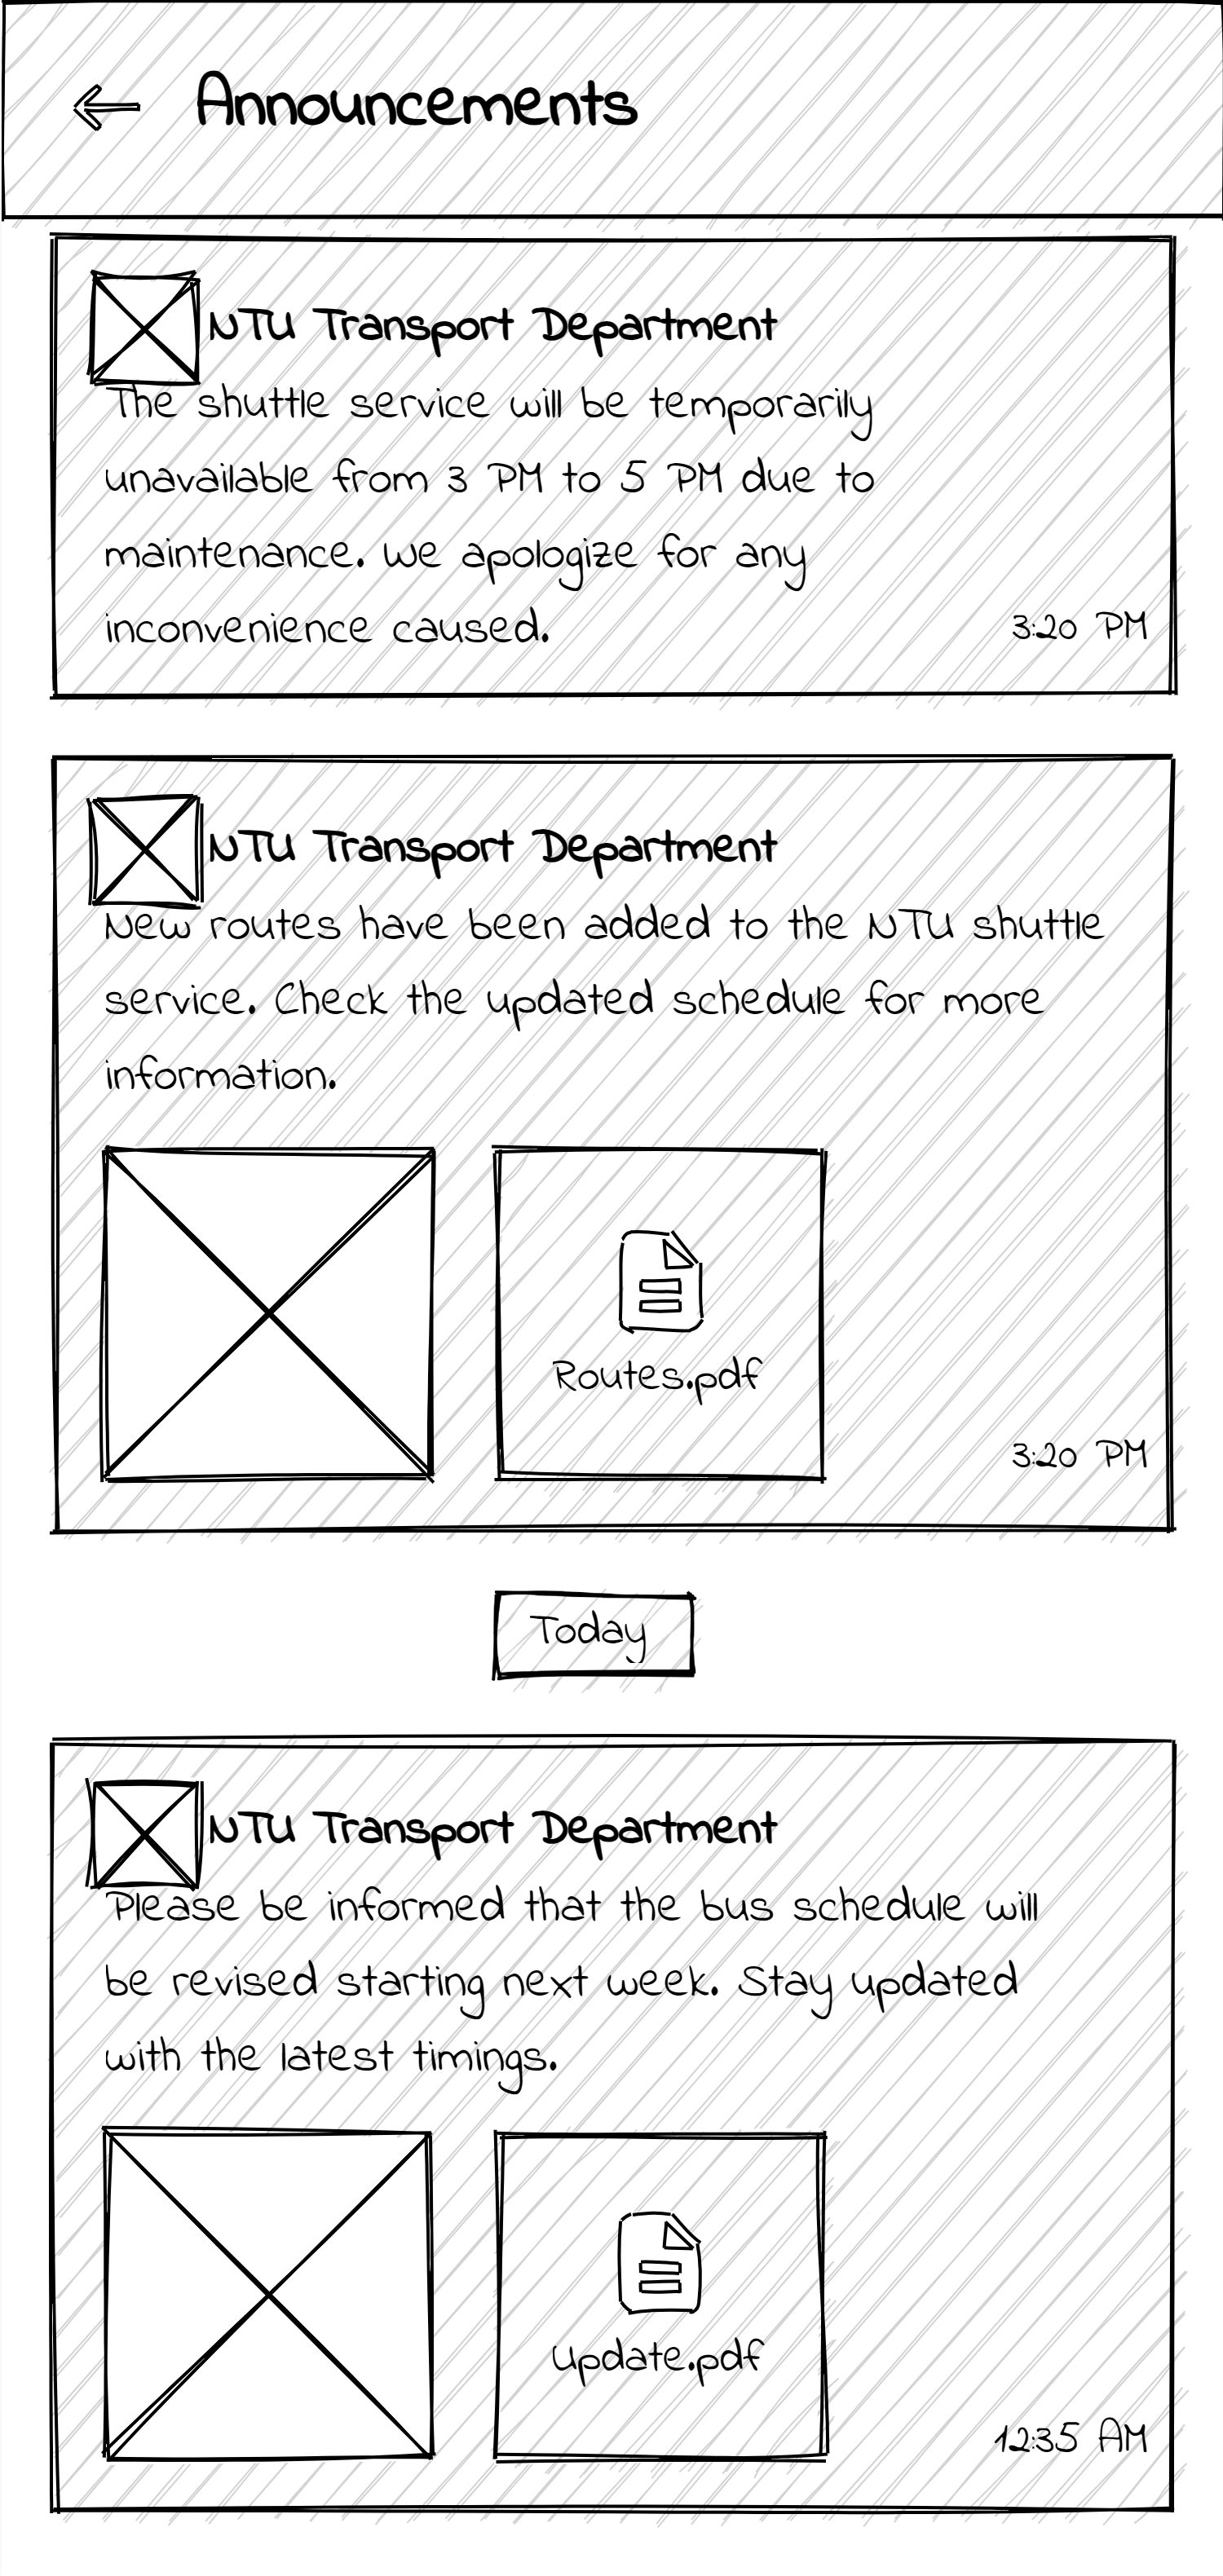 Announcements
NTU Transport Department
The shuttle service will be temporarily
unavailable from 3 PM to 5 PM due to
maintenance. We apologize for any
inconvenience caused.
3:20 PM
NTU Transport Department
New routes have been added to the NTU shuttle
service. Check the updated schedule for more
information.
Routes.pdf
3:20 PM
Today
NTU Transport Department
Please be informed that the bus schedule will
be revised starting next week. Stay updated
with the latest timings.
Update.pdf
12:35 AM